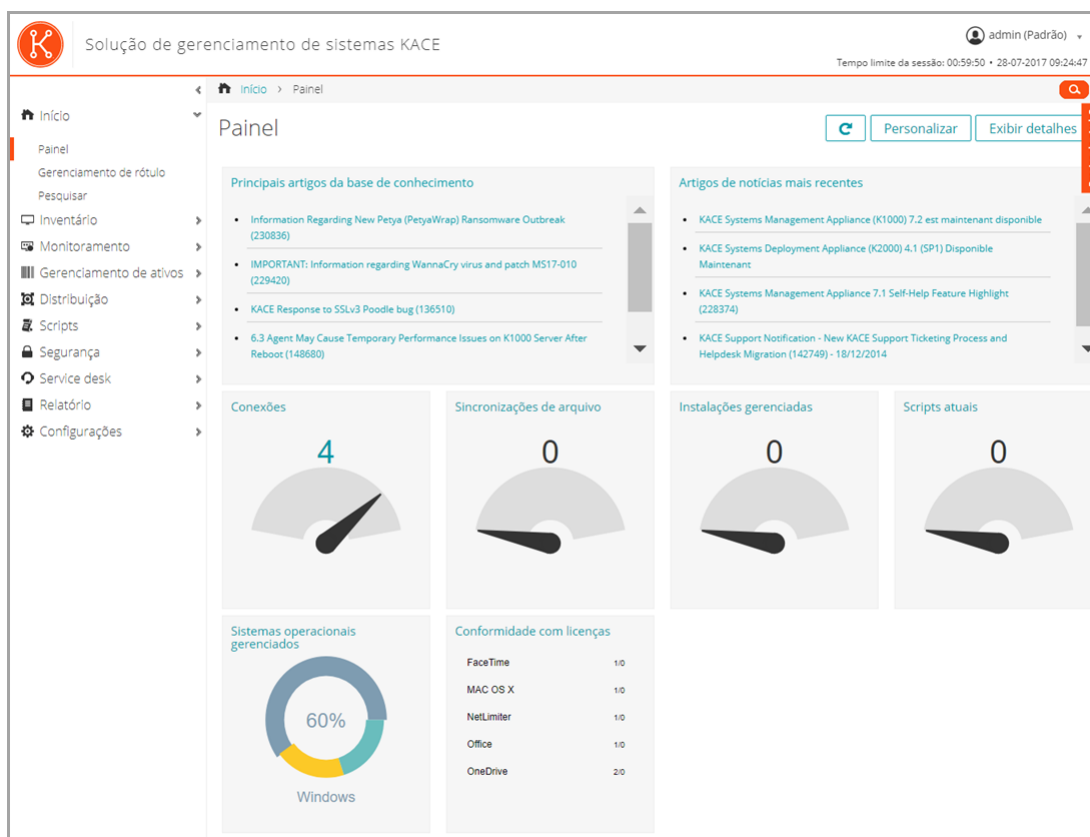 Solução de gerenciamento de sistemas KACE
admin (Padrão)
Tempo limite da sessão: 00:59:50 • 28-07-2017 09:24:47
Início › Painel
Início
Painel
Gerenciamento de rótulo
Pesquisar
Inventário
Monitoramento
Gerenciamento de ativos
Distribuição
Scripts
Segurança
Service desk
Relatório
Configurações
Painel
Personalizar
Exibir detalhes
Principais artigos da base de conhecimento
Information Regarding New Petya (PetyaWrap) Ransomware Outbreak
(230836)
IMPORTANT: Information regarding WannaCry virus and patch MS17-010
(229420)
KACE Response to SSLv3 Poodle bug (136510)
6.3 Agent May Cause Temporary Performance Issues on K1000 Server After
Reboot (148680)
Artigos de notícias mais recentes
KACE Systems Management Appliance (K1000) 7.2 est maintenant disponible
KACE Systems Deployment Appliance (K2000) 4.1 (SP1) Disponible
Maintenant
KACE Systems Management Appliance 7.1 Self-Help Feature Highlight
(228374)
KACE Support Notification - New KACE Support Ticketing Process and
Helpdesk Migration (142749) - 18/12/2014
Conexões
4
Sincronizações de arquivo
0
Instalações gerenciadas
0
Scripts atuais
0
Sistemas operacionais
gerenciados
60%
Windows
Conformidade com licenças
FaceTime 1/0
MAC OS X 1/0
NetLimiter 1/0
Office 1/0
OneDrive 2/0